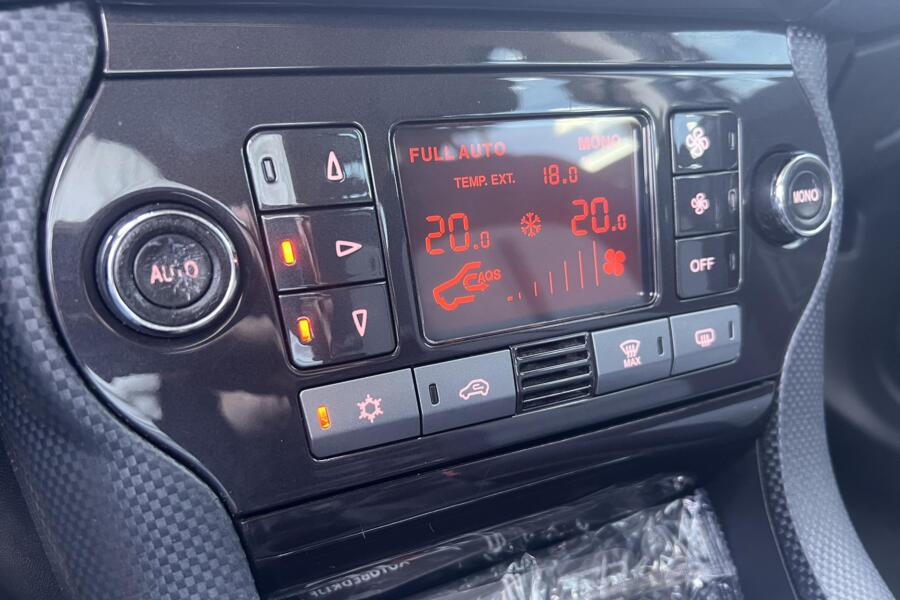 FULL AUTO MONO
TEMP. EXT. 18.0
20.0 20.0
AQS
AUTO
MONO
OFF
MAX